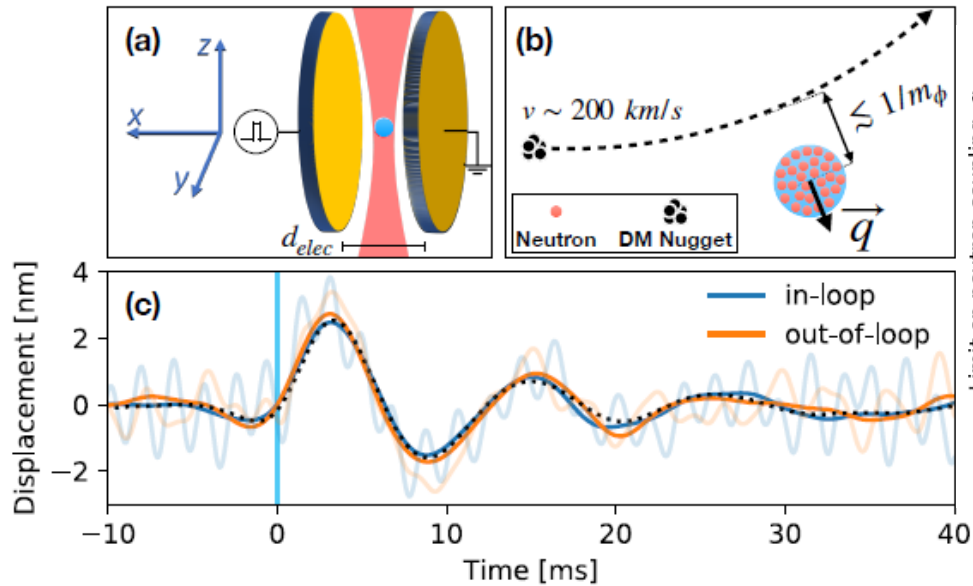 (a)
z
x
y
d_elec
(b)
v ~ 200 km/s
≲ 1/m_ϕ
q⃗
Neutron DM Nugget
(c)
in-loop
out-of-loop
Displacement [nm]
4
2
0
−2
−10 0 10 20 30 40
Time [ms]